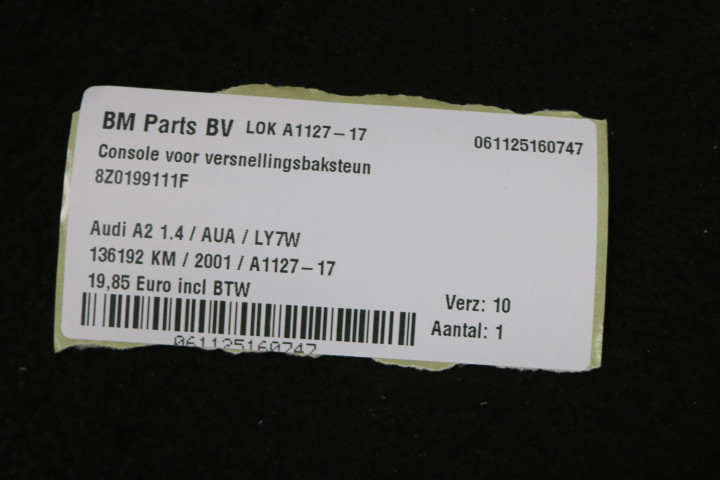 BM Parts BV LOK A1127-17 061125160747
Console voor versnellingsbaksteun
8Z0199111F
Audi A2 1.4 / AUA / LY7W
136192 KM / 2001 / A1127-17
19,85 Euro incl BTW
Verz: 10
Aantal: 1
061125160747